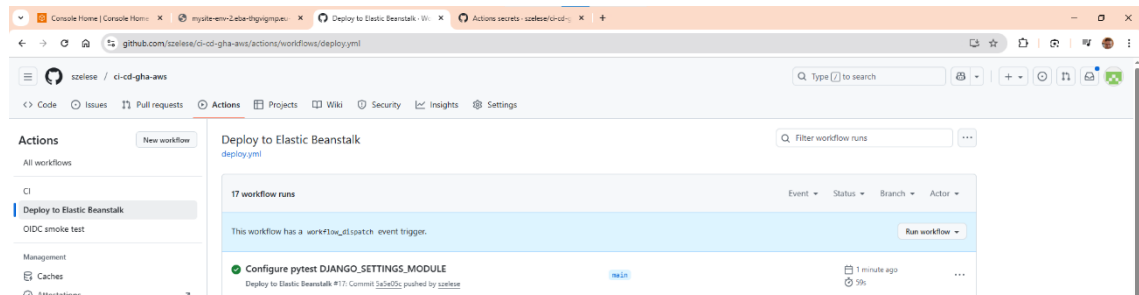 Console Home | Console Home
mysite-env-2.eba-thgvigmp.eu-
Deploy to Elastic Beanstalk · Wo
Actions secrets · szelese/ci-cd-g
github.com/szelese/ci-cd-gha-aws/actions/workflows/deploy.yml
szelese / ci-cd-gha-aws
Type / to search
Code Issues Pull requests Actions Projects Wiki Security Insights Settings
Actions
New workflow
All workflows
CI
Deploy to Elastic Beanstalk
OIDC smoke test
Management
Caches
Attestations
Deploy to Elastic Beanstalk
deploy.yml
Filter workflow runs
17 workflow runs
Event Status Branch Actor
This workflow has a workflow_dispatch event trigger.
Run workflow
Configure pytest DJANGO_SETTINGS_MODULE
Deploy to Elastic Beanstalk #17: Commit 5a5e05c pushed by szelese
main
1 minute ago
59s